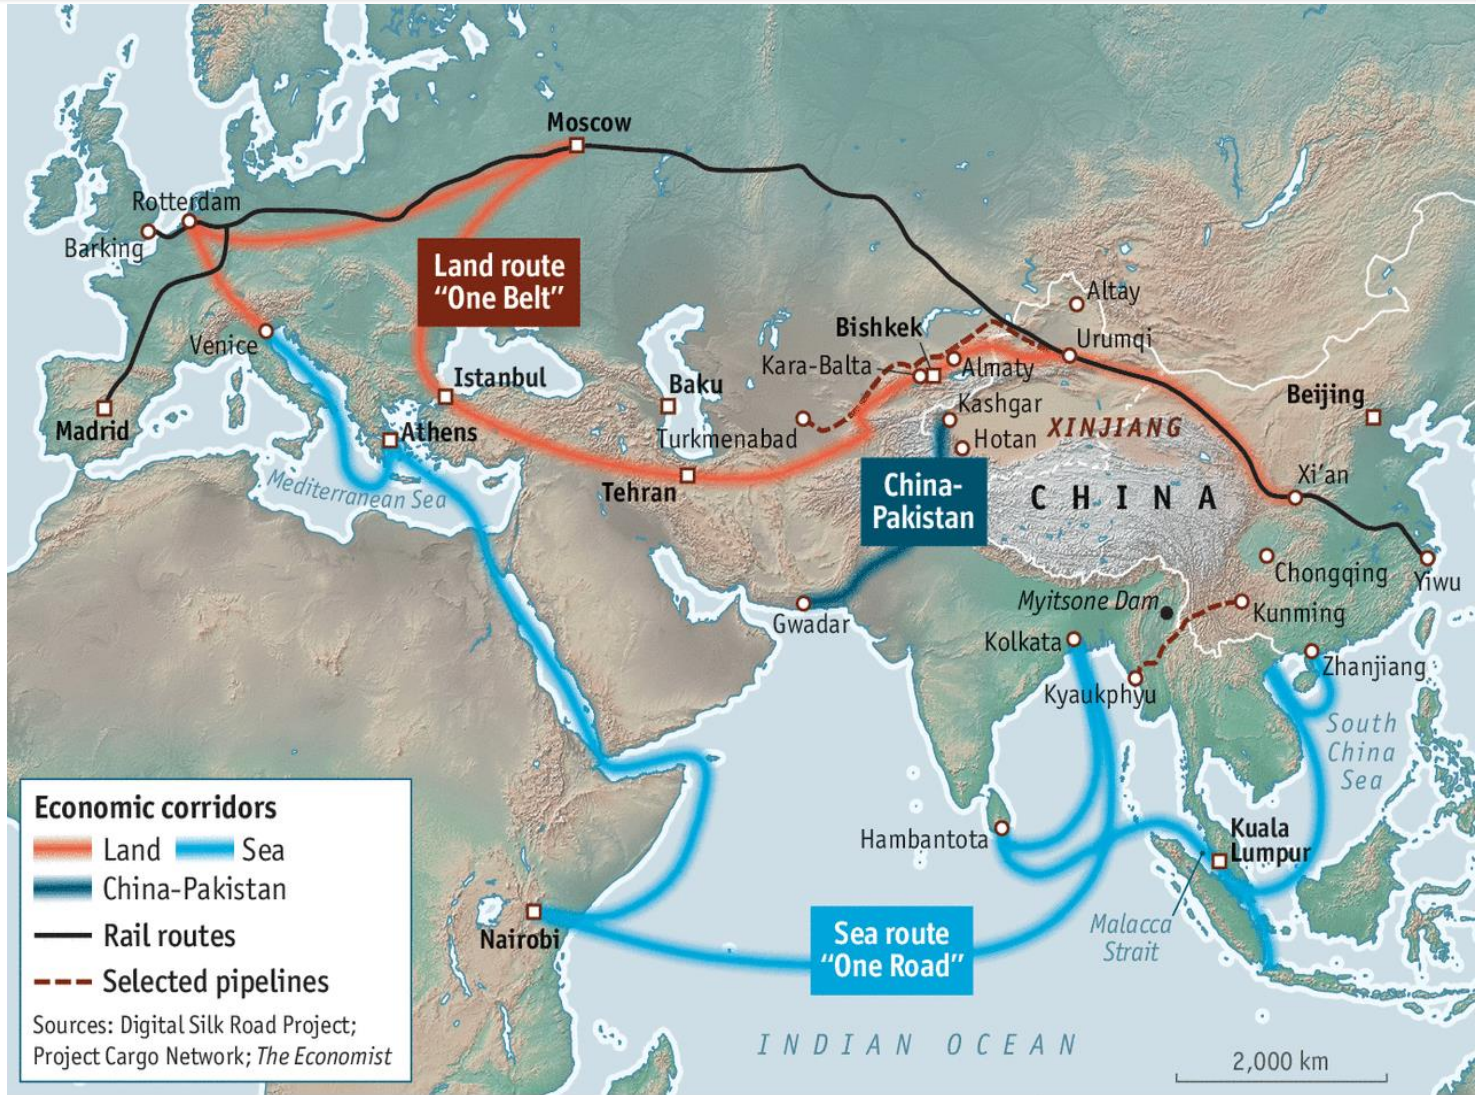 Moscow
Rotterdam
Barking
Land route
“One Belt”
Altay
Venice
Bishkek
Urumqi
Kara-Balta
Almaty
Istanbul
Baku
Beijing
Kashgar
Madrid
Athens
Turkmenabad
Hotan
XINJIANG
Mediterranean Sea
Tehran
China-
Pakistan
CHINA
Xi’an
Chongqing
Yiwu
Myitsone Dam
Gwadar
Kunming
Kolkata
Zhanjiang
Kyaukphyu
South
China
Sea
Economic corridors
Land
Sea
China-Pakistan
Rail routes
Selected pipelines
Sources: Digital Silk Road Project;
Project Cargo Network; The Economist
Hambantota
Kuala
Lumpur
Nairobi
Sea route
“One Road”
Malacca
Strait
INDIAN OCEAN
2,000 km